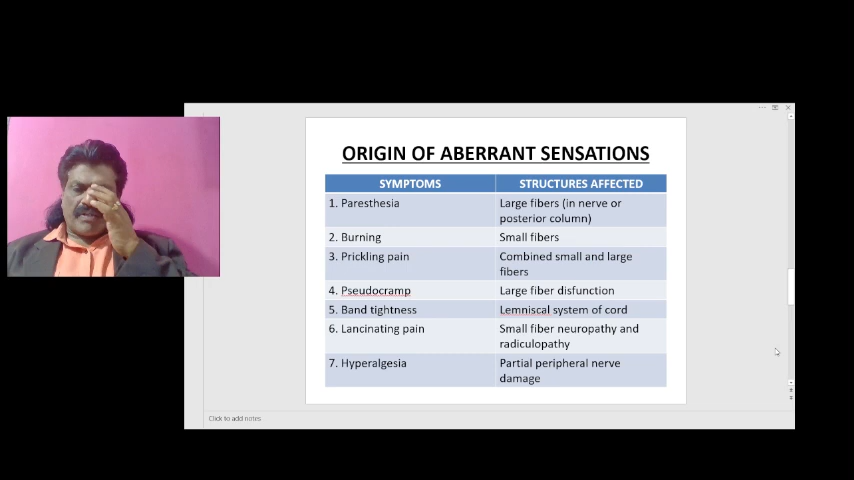 ORIGIN OF ABERRANT SENSATIONS
SYMPTOMS STRUCTURES AFFECTED
1. Paresthesia Large fibers (in nerve or
posterior column)
2. Burning Small fibers
3. Prickling pain Combined small and large
fibers
4. Pseudocramp Large fiber disfunction
5. Band tightness Lemniscal system of cord
6. Lancinating pain Small fiber neuropathy and
radiculopathy
7. Hyperalgesia Partial peripheral nerve
damage
Click to add notes